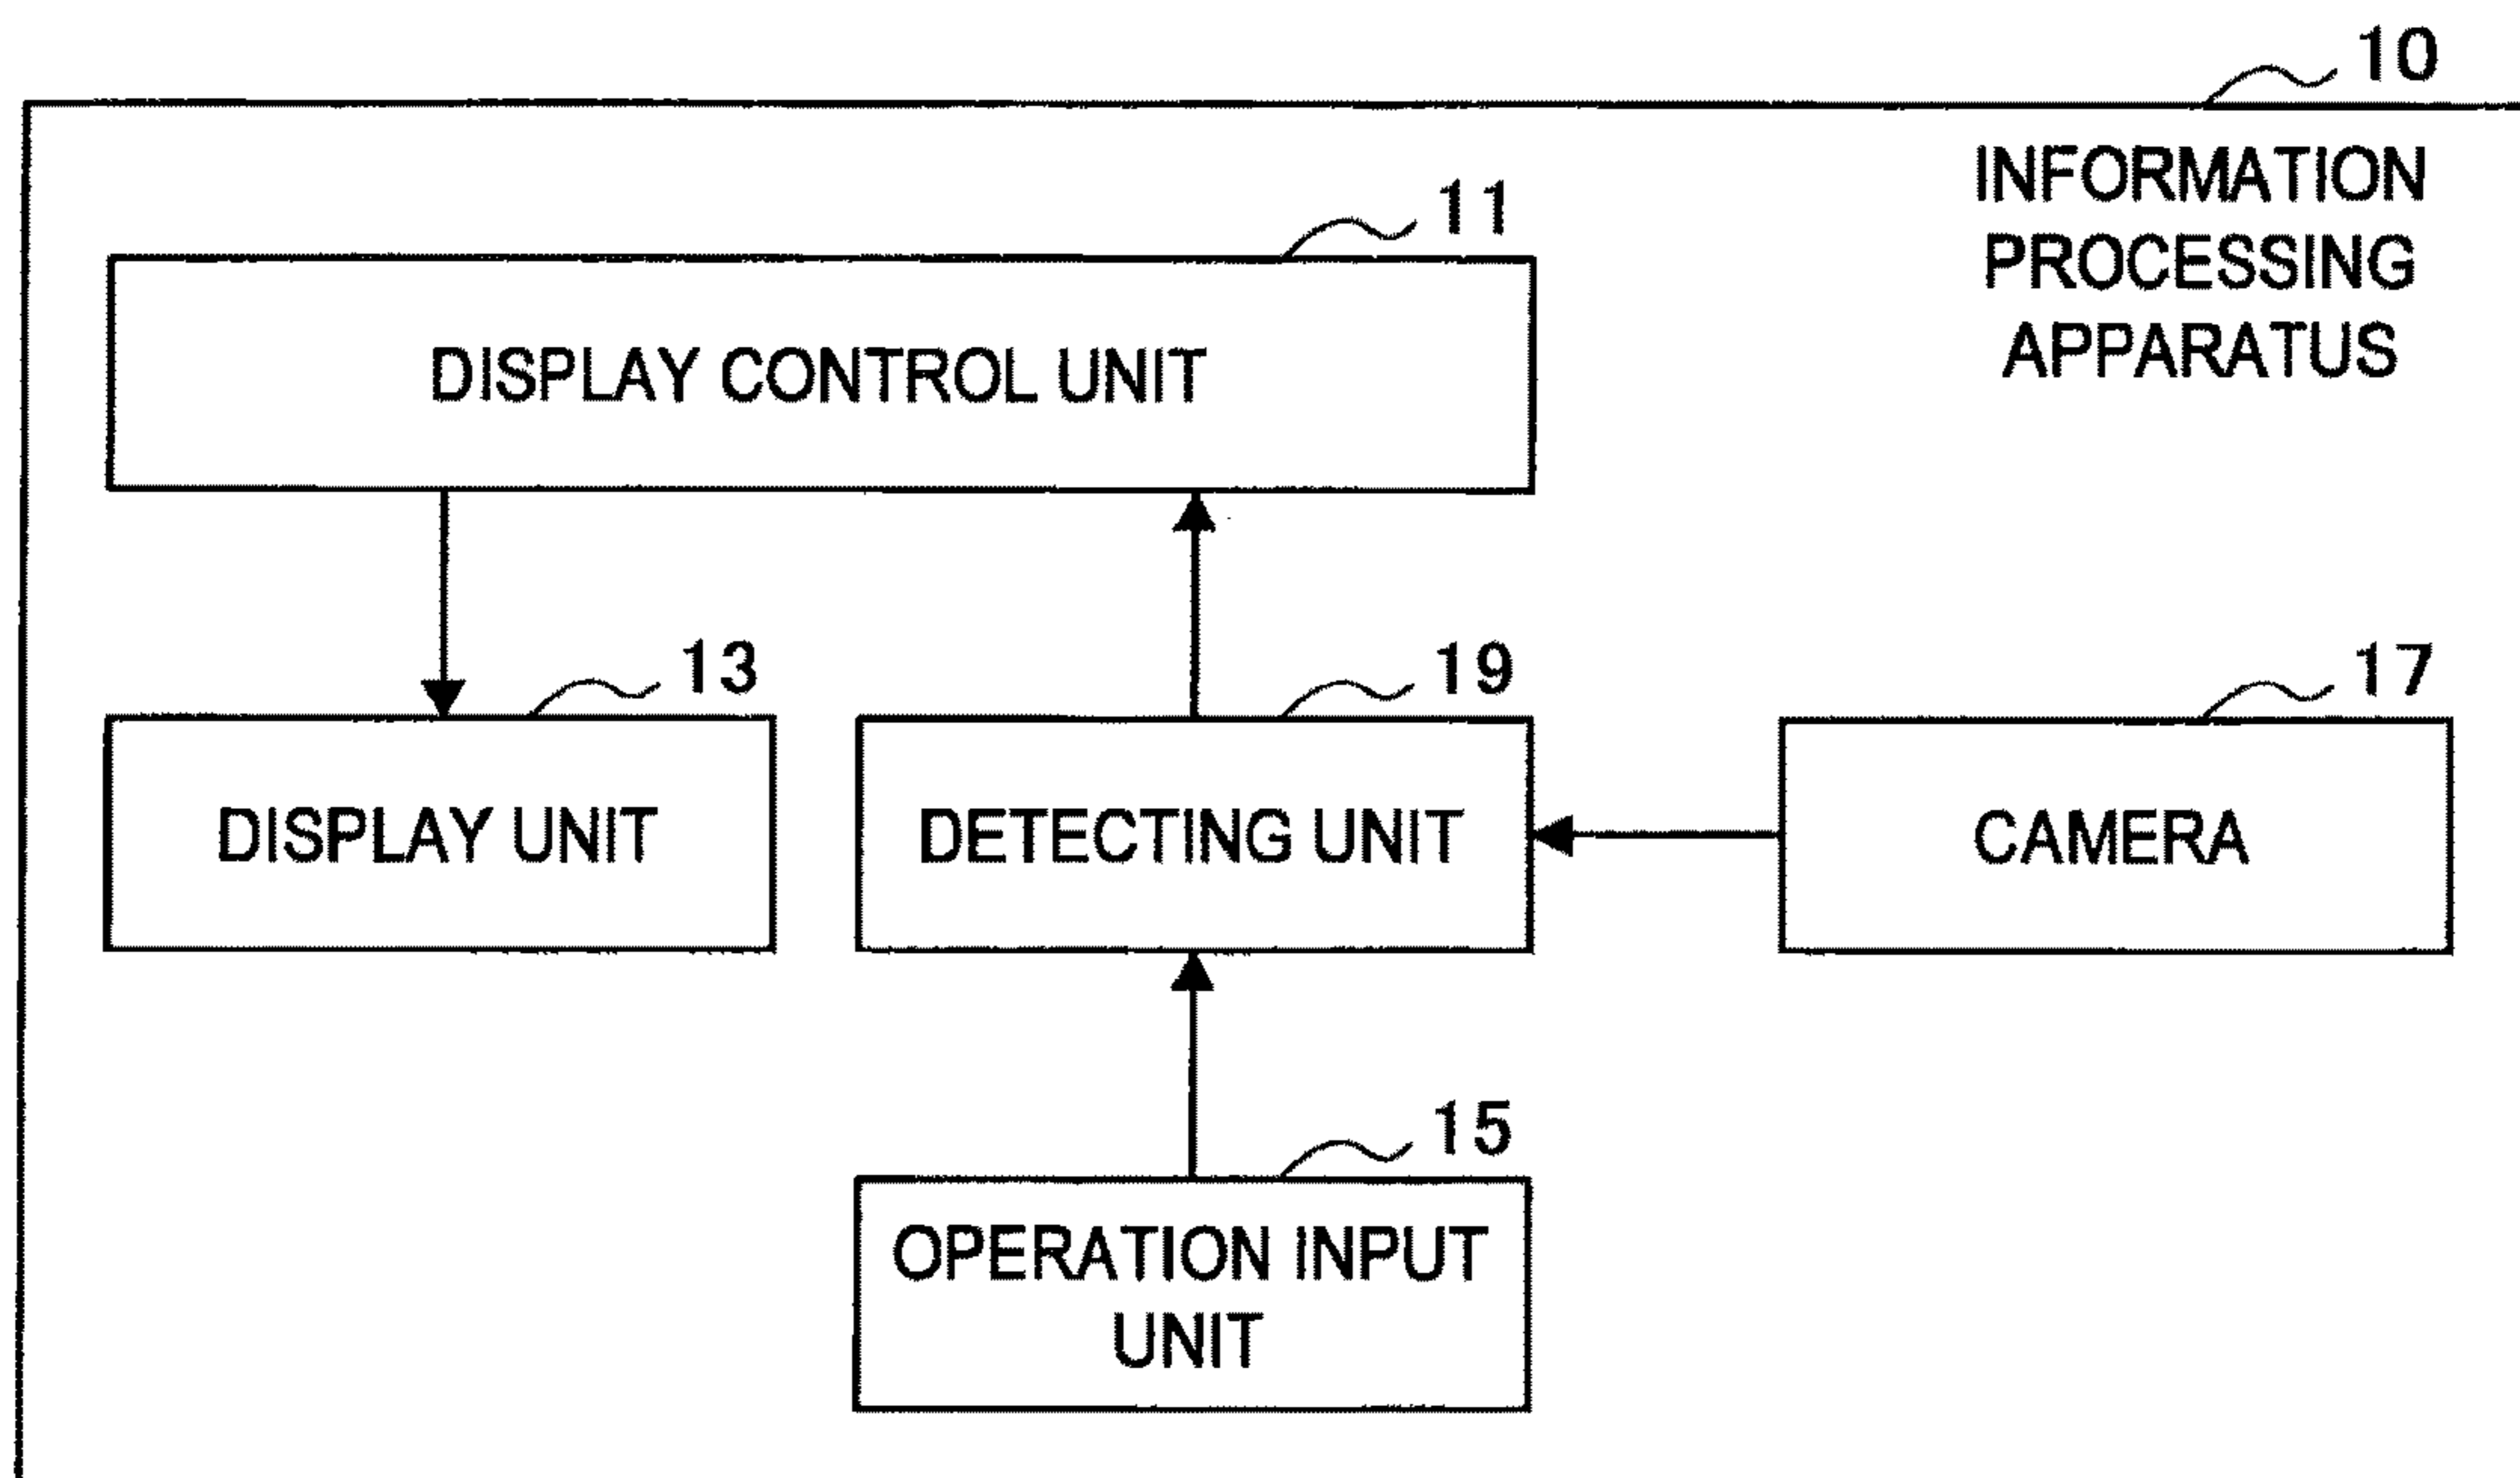 10
INFORMATION
PROCESSING
APPARATUS
11
DISPLAY CONTROL UNIT
13
19
17
DISPLAY UNIT
DETECTING UNIT
CAMERA
15
OPERATION INPUT
UNIT